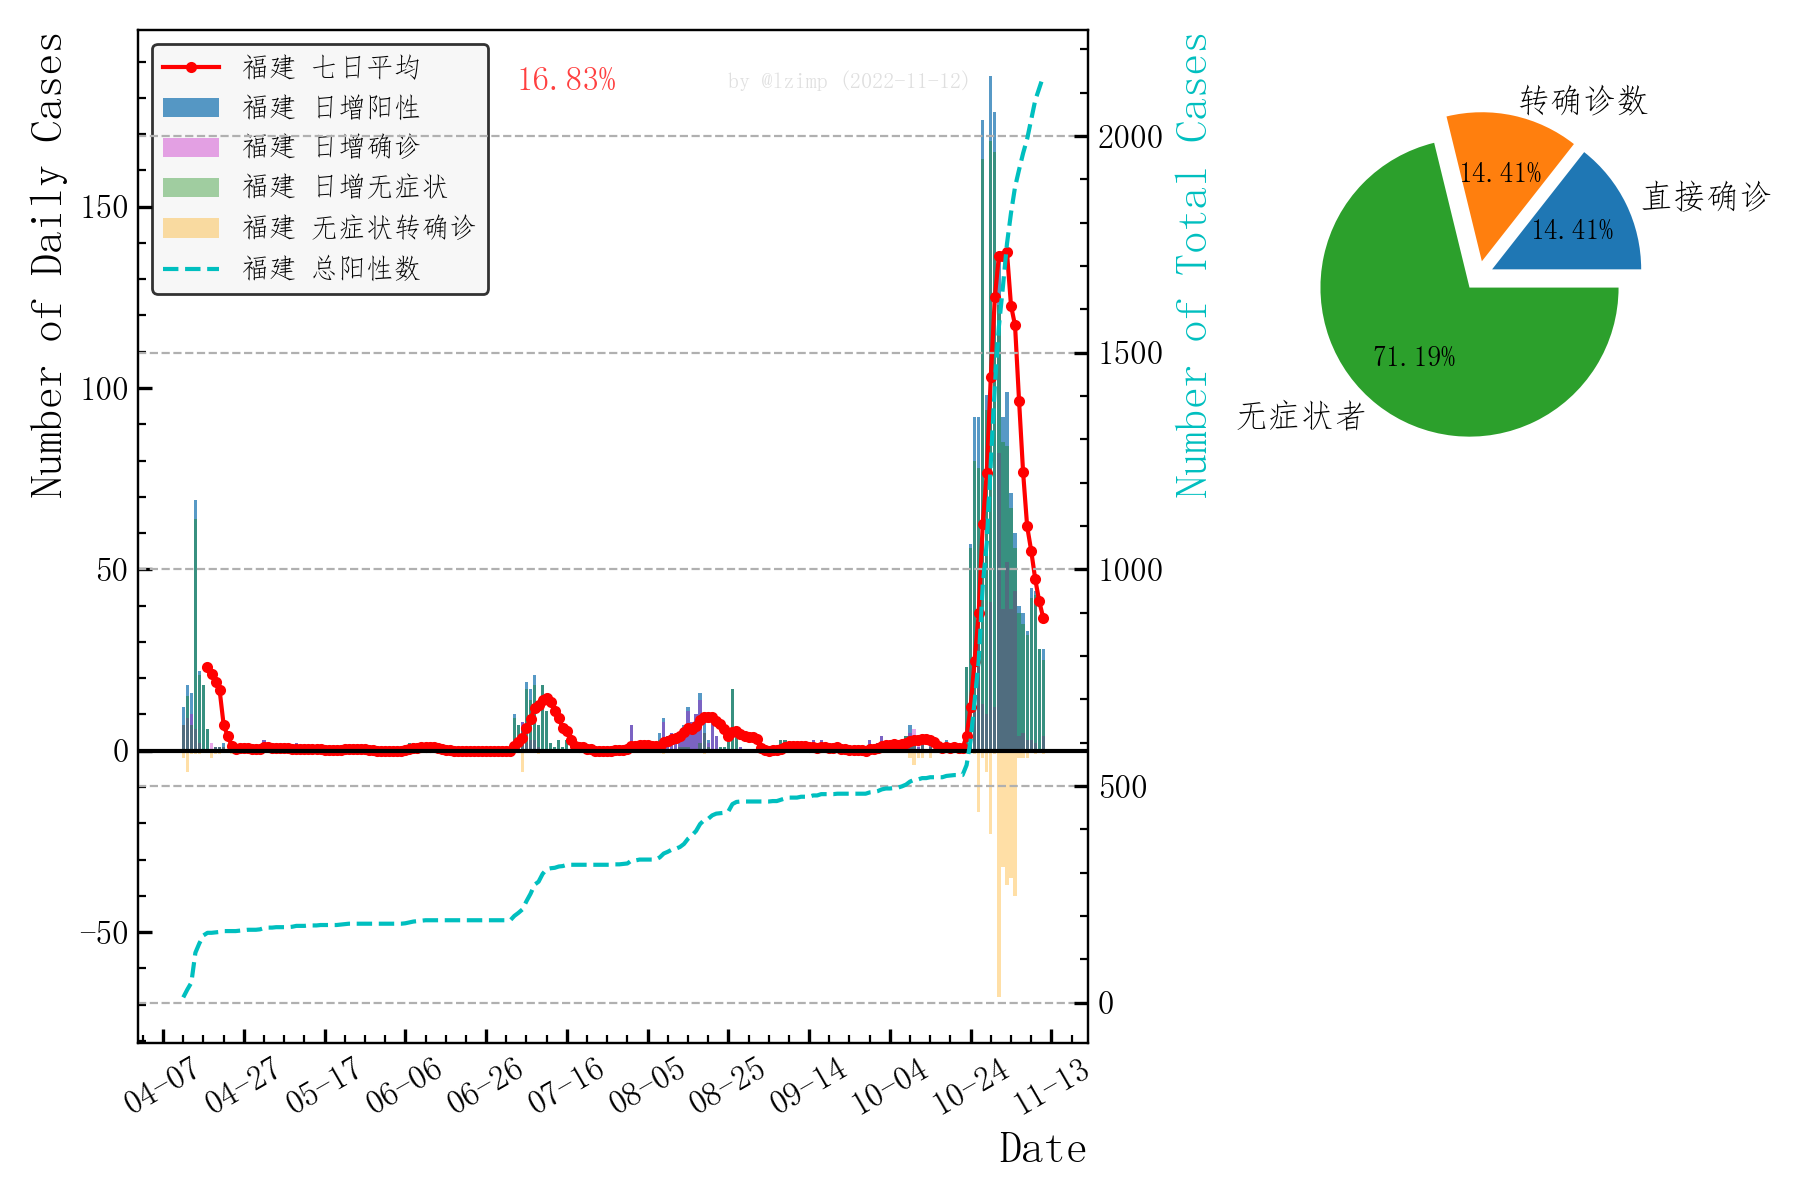 Number of Daily Cases
福建 七日平均
福建 日增阳性
福建 日增确诊
福建 日增无症状
福建 无症状转确诊
福建 总阳性数
16.83%
by @lzimp (2022-11-12)
150
100
50
0
-50
2000
1500
1000
500
0
Number of Total Cases
04-07
04-27
05-17
06-06
06-26
07-16
08-05
08-25
09-14
10-04
10-24
11-13
Date
转确诊数
14.41%
直接确诊
14.41%
71.19%
无症状者